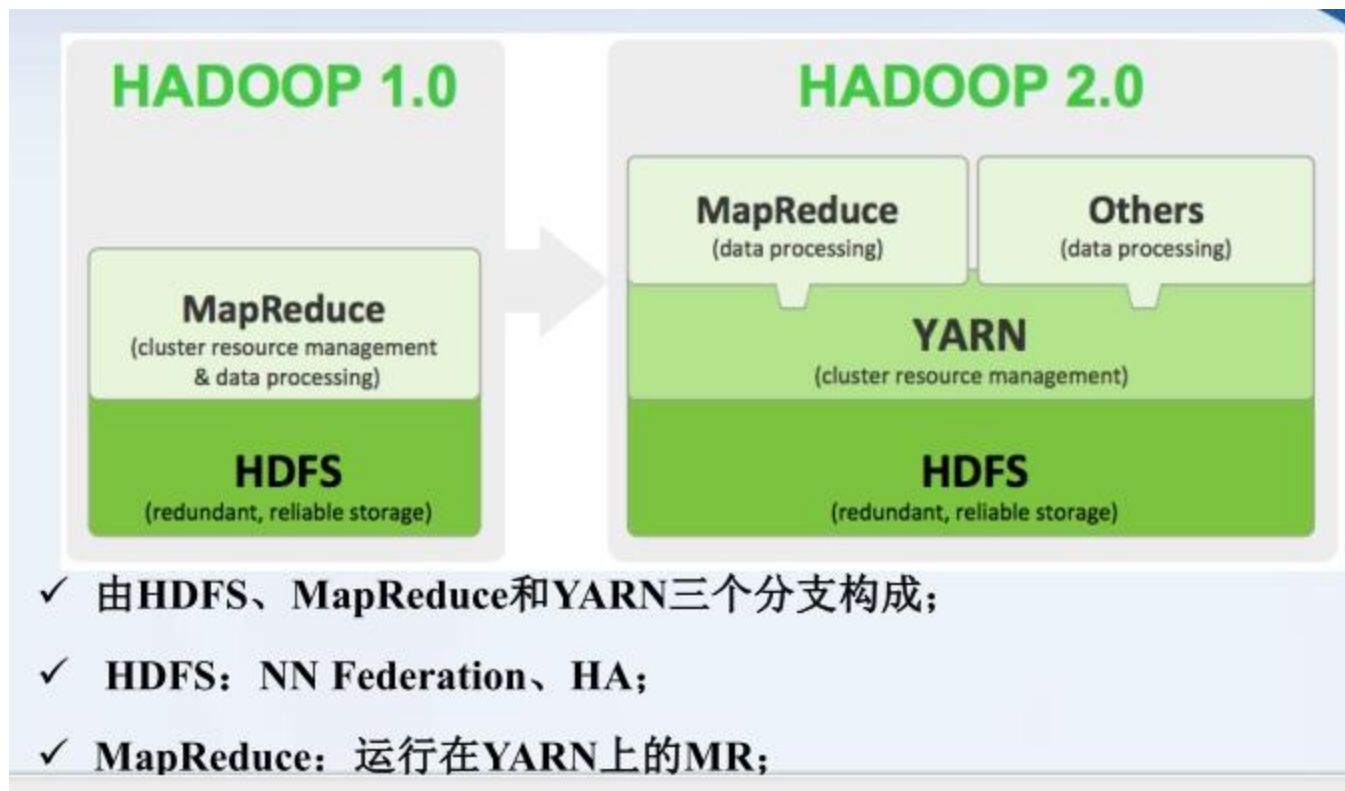 HADOOP 1.0
MapReduce
(cluster resource management
& data processing)
HDFS
(redundant, reliable storage)
HADOOP 2.0
MapReduce
(data processing)
Others
(data processing)
YARN
(cluster resource management)
HDFS
(redundant, reliable storage)
✓ 由HDFS、MapReduce和YARN三个分支构成；
✓ HDFS：NN Federation、HA；
✓ MapReduce：运行在YARN上的MR；